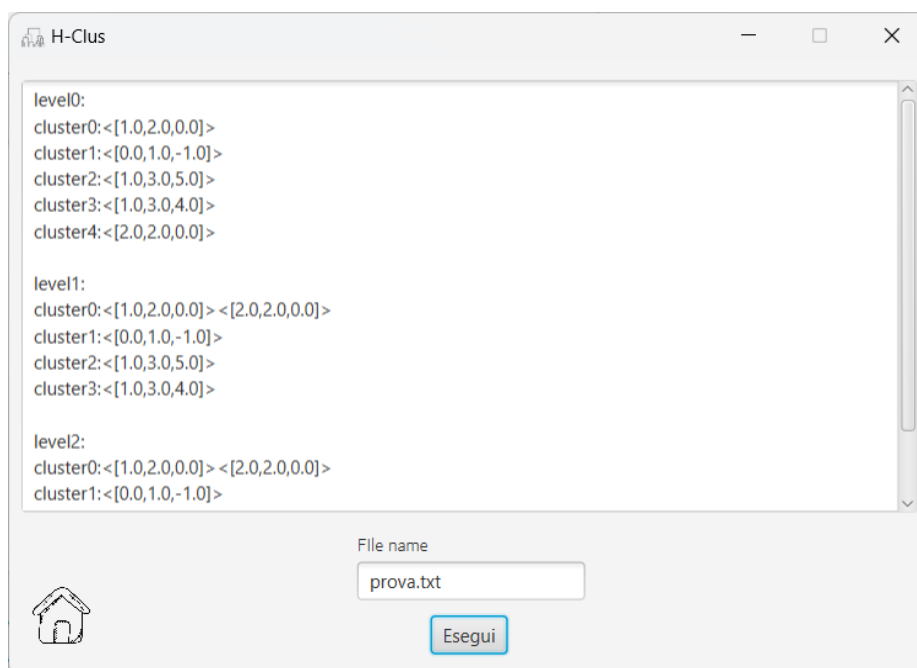 H-Clus
level0:
cluster0:<[1.0,2.0,0.0]>
cluster1:<[0.0,1.0,-1.0]>
cluster2:<[1.0,3.0,5.0]>
cluster3:<[1.0,3.0,4.0]>
cluster4:<[2.0,2.0,0.0]>
level1:
cluster0:<[1.0,2.0,0.0]><[2.0,2.0,0.0]>
cluster1:<[0.0,1.0,-1.0]>
cluster2:<[1.0,3.0,5.0]>
cluster3:<[1.0,3.0,4.0]>
level2:
cluster0:<[1.0,2.0,0.0]><[2.0,2.0,0.0]>
cluster1:<[0.0,1.0,-1.0]>
FIle name
prova.txt
Esegui